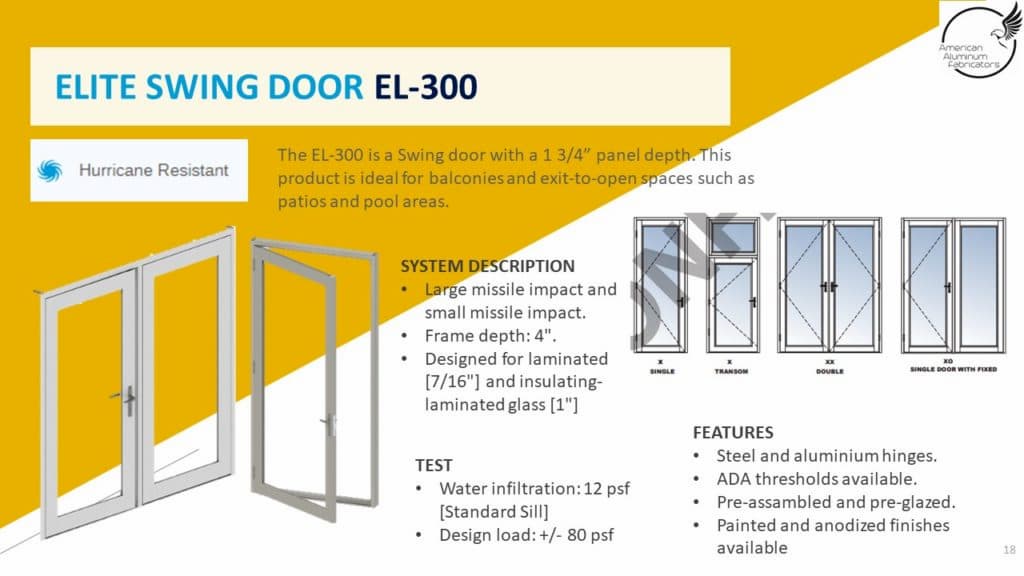 American
Aluminum
Fabricators
ELITE SWING DOOR EL-300
Hurricane Resistant
The EL-300 is a Swing door with a 1 3/4” panel depth. This
product is ideal for balconies and exit-to-open spaces such as
patios and pool areas.
SYSTEM DESCRIPTION
• Large missile impact and
small missile impact.
• Frame depth: 4".
• Designed for laminated
[7/16"] and insulating-
laminated glass [1"]
X
SINGLE
X
TRANSOM
XX
DOUBLE
XO
SINGLE DOOR WITH FIXED
TEST
• Water infiltration: 12 psf
[Standard Sill]
• Design load: +/- 80 psf
FEATURES
• Steel and aluminium hinges.
• ADA thresholds available.
• Pre-assembled and pre-glazed.
• Painted and anodized finishes
available
18